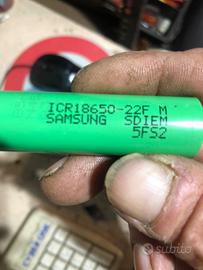 ICR18650-22F M
SAMSUNG SDIEM
5FS2
subito